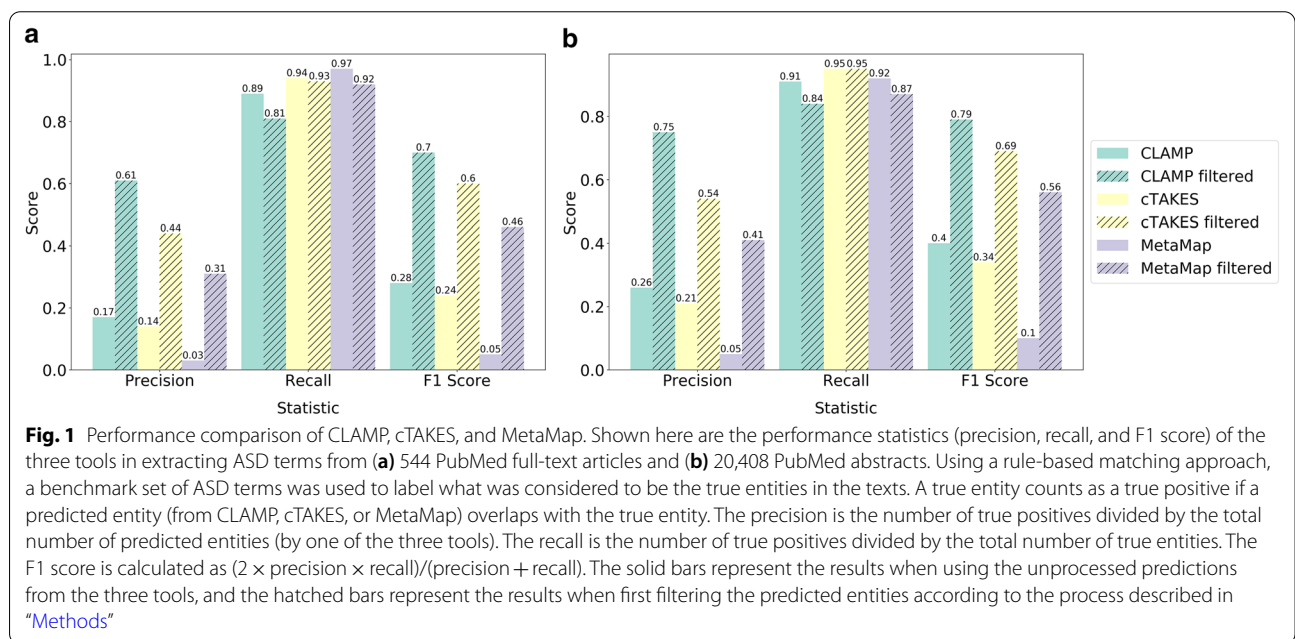 a
1.0
0.8
0.6
0.4
0.2
0.0
Score
0.17
0.61
0.14
0.44
0.03
0.31
0.89
0.81
0.94
0.93
0.97
0.92
0.28
0.7
0.24
0.6
0.05
0.46
Precision
Recall
F1 Score
Statistic
b
0.8
0.6
0.4
0.2
0.0
Score
0.26
0.75
0.21
0.54
0.05
0.41
0.91
0.84
0.95
0.95
0.92
0.87
0.4
0.79
0.34
0.69
0.1
0.56
Precision
Recall
F1 Score
Statistic
CLAMP
CLAMP filtered
cTAKES
cTAKES filtered
MetaMap
MetaMap filtered
Fig. 1 Performance comparison of CLAMP, cTAKES, and MetaMap. Shown here are the performance statistics (precision, recall, and F1 score) of the
three tools in extracting ASD terms from (a) 544 PubMed full-text articles and (b) 20,408 PubMed abstracts. Using a rule-based matching approach,
a benchmark set of ASD terms was used to label what was considered to be the true entities in the texts. A true entity counts as a true positive if a
predicted entity (from CLAMP, cTAKES, or MetaMap) overlaps with the true entity. The precision is the number of true positives divided by the total
number of predicted entities (by one of the three tools). The recall is the number of true positives divided by the total number of true entities. The
F1 score is calculated as (2 × precision × recall)/(precision + recall). The solid bars represent the results when using the unprocessed predictions
from the three tools, and the hatched bars represent the results when first filtering the predicted entities according to the process described in
"Methods"